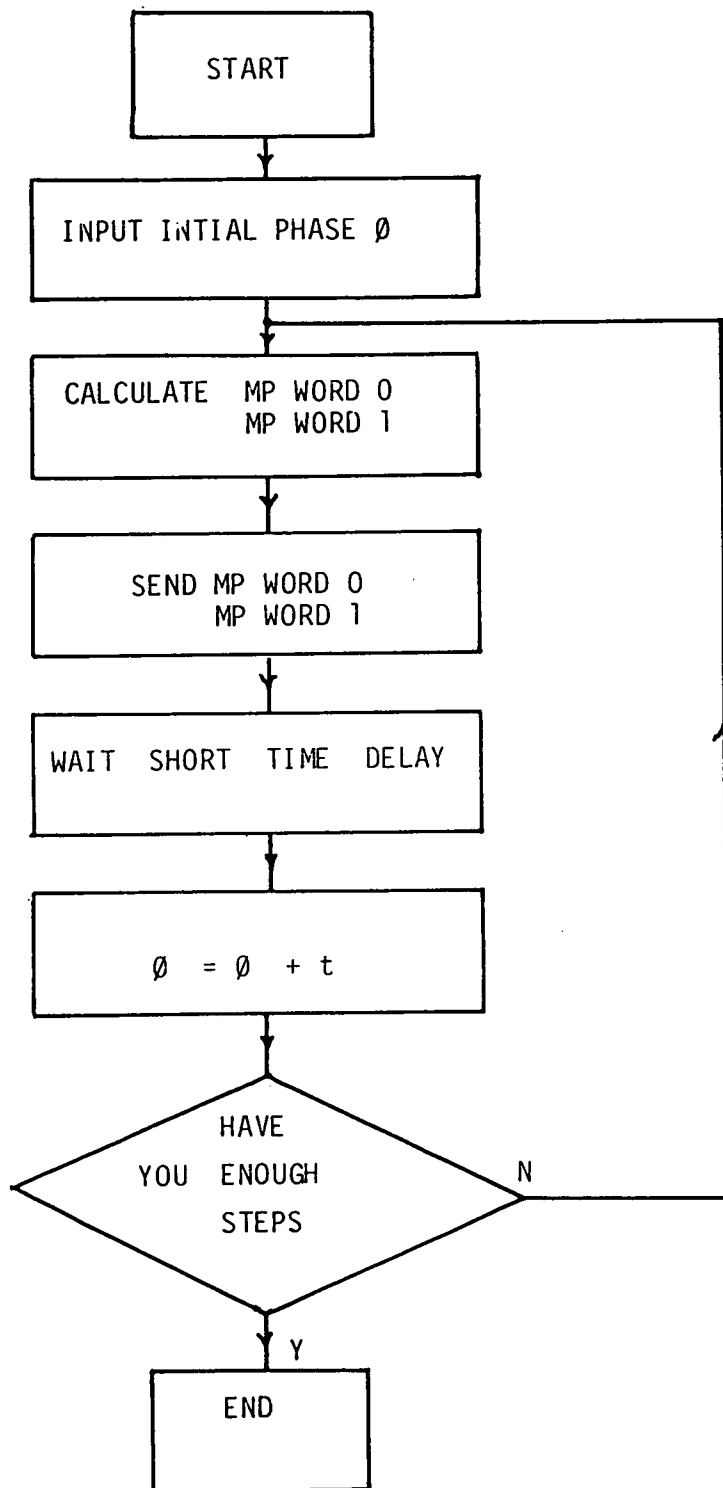 START
INPUT INTIAL PHASE Ø
CALCULATE MP WORD 0
MP WORD 1
SEND MP WORD 0
MP WORD 1
WAIT SHORT TIME DELAY
Ø = Ø + t
HAVE
YOU ENOUGH
STEPS
N
Y
END